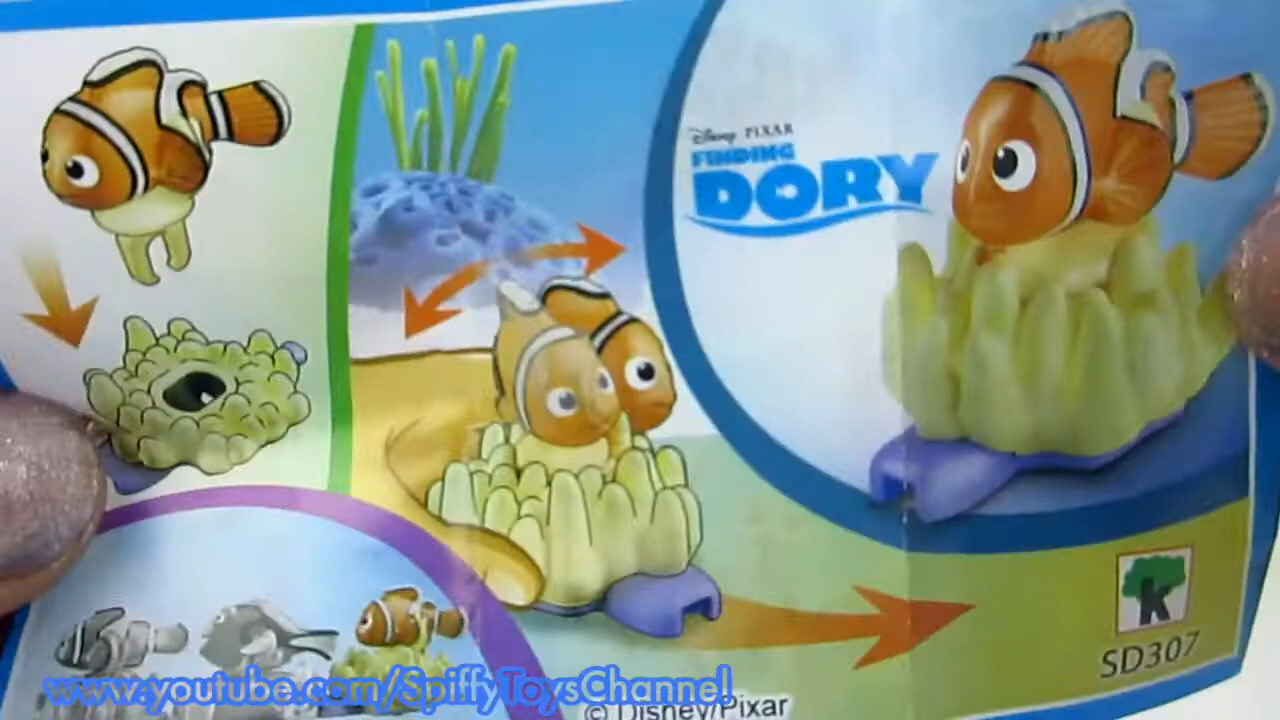 Disney PIXAR
FINDING
DORY
k
SD307
www.youtube.com/SpiffyToysChannel
© Disney/Pixar